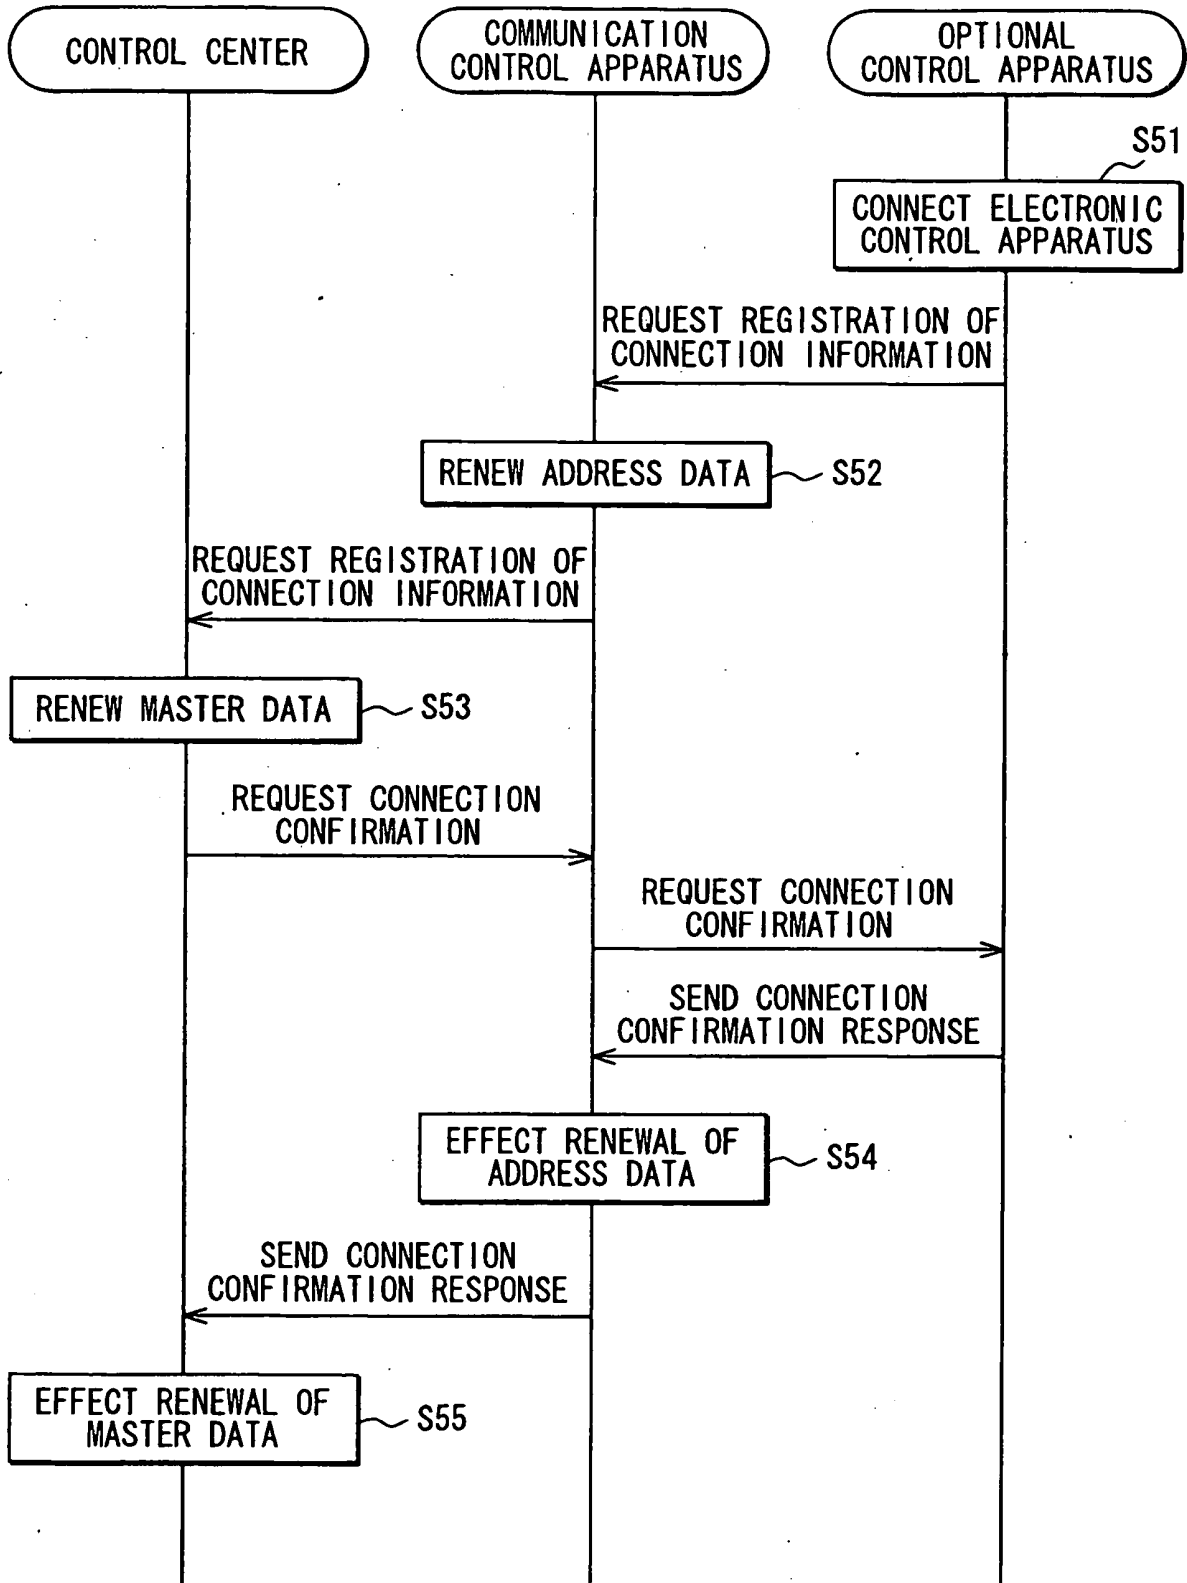 CONTROL CENTER
COMMUNICATION
CONTROL APPARATUS
OPTIONAL
CONTROL APPARATUS
S51
CONNECT ELECTRONIC
CONTROL APPARATUS
REQUEST REGISTRATION OF
CONNECTION INFORMATION
RENEW ADDRESS DATA
S52
REQUEST REGISTRATION OF
CONNECTION INFORMATION
RENEW MASTER DATA
S53
REQUEST CONNECTION
CONFIRMATION
REQUEST CONNECTION
CONFIRMATION
SEND CONNECTION
CONFIRMATION RESPONSE
EFFECT RENEWAL OF
ADDRESS DATA
S54
SEND CONNECTION
CONFIRMATION RESPONSE
EFFECT RENEWAL OF
MASTER DATA
S55